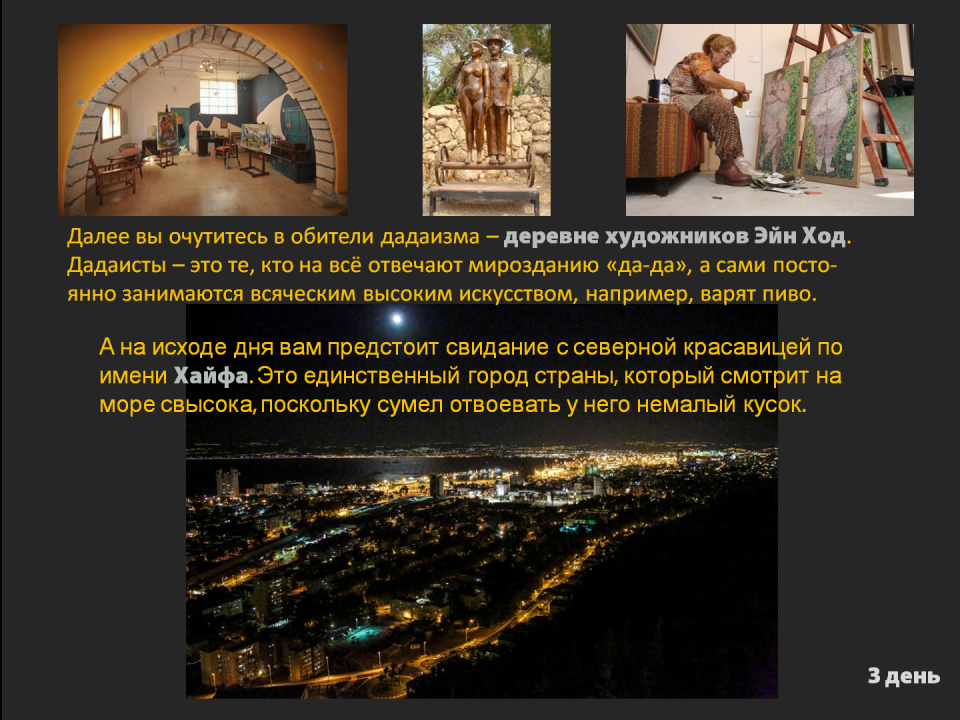 Далее вы очутитесь в обители дадаизма – деревне художников Эйн Ход.
Дадаисты – это те, кто на всё отвечают мирозданию «да-да», а сами посто-
янно занимаются всяческим высоким искусством, например, варят пиво.
А на исходе дня вам предстоит свидание с северной красавицей по
имени Хайфа. Это единственный город страны, который смотрит на
море свысока, поскольку сумел отвоевать у него немалый кусок.
3 день